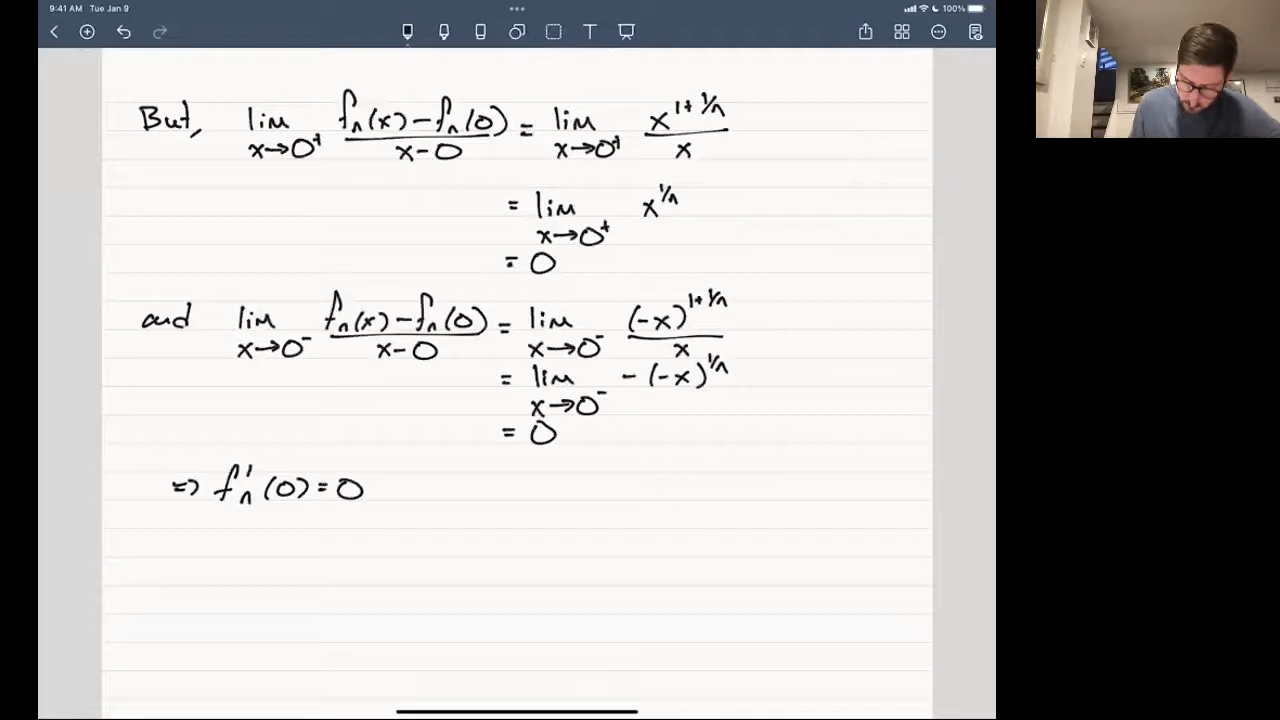 9:41 AM Tue Jan 9
100%
But, lim x→0⁺ (fₙ(x) − fₙ(0))/(x−0) = lim x→0⁺ x^(1+1/n)/x
= lim x→0⁺ x^(1/n)
= 0
and lim x→0⁻ (fₙ(x) − fₙ(0))/(x−0) = lim x→0⁻ (−x)^(1+1/n)/x
= lim x→0⁻ −(−x)^(1/n)
= 0
⇒ fₙ'(0) = 0